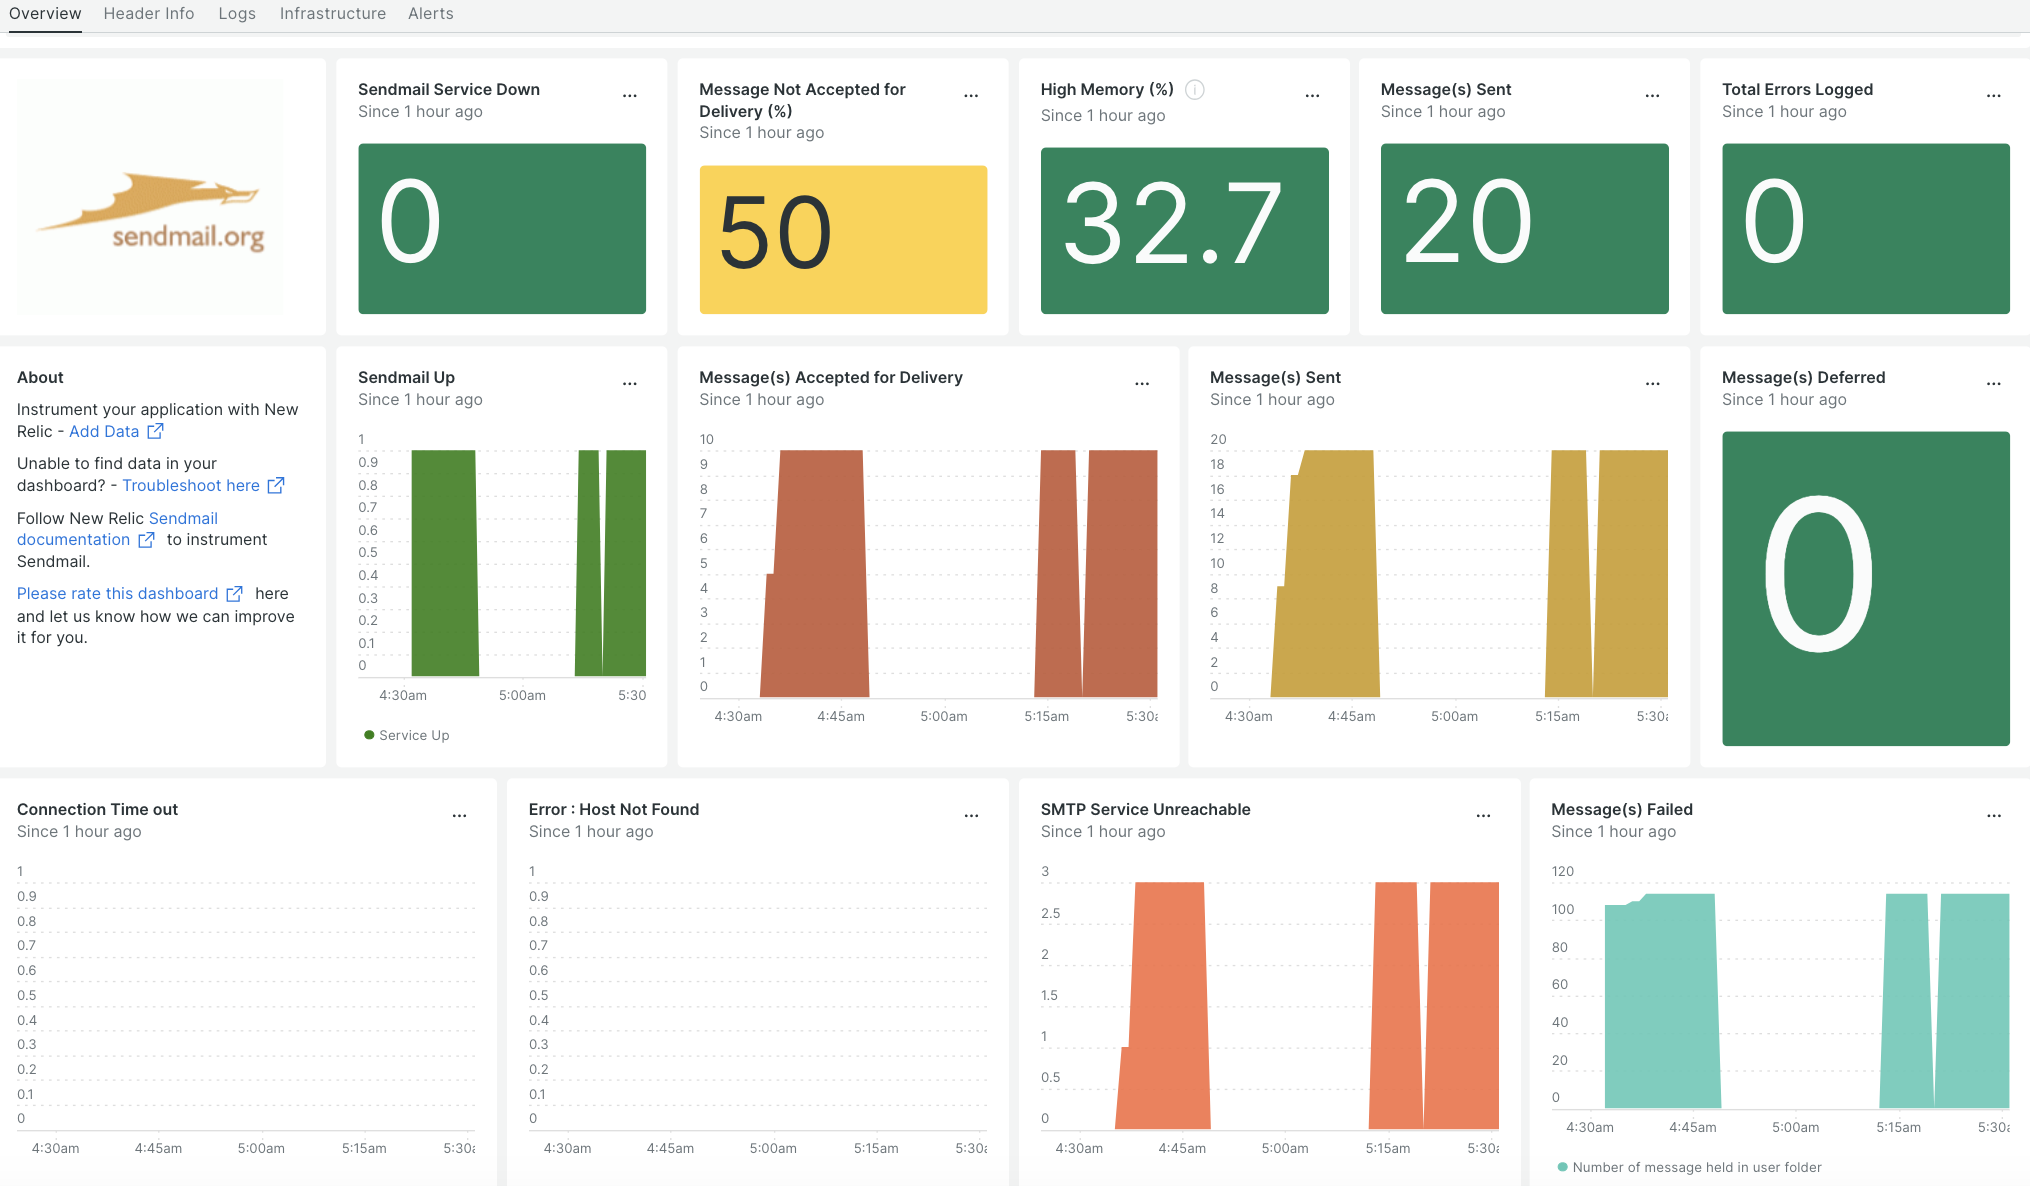 Overview Header Info Logs Infrastructure Alerts
sendmail.org
Sendmail Service Down
Since 1 hour ago
...
0
Message Not Accepted for
Delivery (%)
Since 1 hour ago
...
50
High Memory (%)
Since 1 hour ago
...
32.7
Message(s) Sent
Since 1 hour ago
...
20
Total Errors Logged
Since 1 hour ago
...
0
About
Instrument your application with New
Relic - Add Data
Unable to find data in your
dashboard? - Troubleshoot here
Follow New Relic Sendmail
documentation to instrument
Sendmail.
Please rate this dashboard here
and let us know how we can improve
it for you.
Sendmail Up
Since 1 hour ago
...
1
0.9
0.8
0.7
0.6
0.5
0.4
0.3
0.2
0.1
0
4:30am 5:00am 5:30
Service Up
Message(s) Accepted for Delivery
Since 1 hour ago
...
10
9
8
7
6
5
4
3
2
1
0
4:30am 4:45am 5:00am 5:15am 5:30a
Message(s) Sent
Since 1 hour ago
...
20
18
16
14
12
10
8
6
4
2
0
4:30am 4:45am 5:00am 5:15am 5:30a
Message(s) Deferred
Since 1 hour ago
...
0
Connection Time out
Since 1 hour ago
...
1
0.9
0.8
0.7
0.6
0.5
0.4
0.3
0.2
0.1
0
4:30am 4:45am 5:00am 5:15am 5:30a
Error : Host Not Found
Since 1 hour ago
...
1
0.9
0.8
0.7
0.6
0.5
0.4
0.3
0.2
0.1
0
4:30am 4:45am 5:00am 5:15am 5:30a
SMTP Service Unreachable
Since 1 hour ago
...
3
2.5
2
1.5
1
0.5
0
4:30am 4:45am 5:00am 5:15am 5:30a
Message(s) Failed
Since 1 hour ago
...
120
100
80
60
40
20
0
4:30am 4:45am 5:00am 5:15am 5:30a
Number of message held in user folder